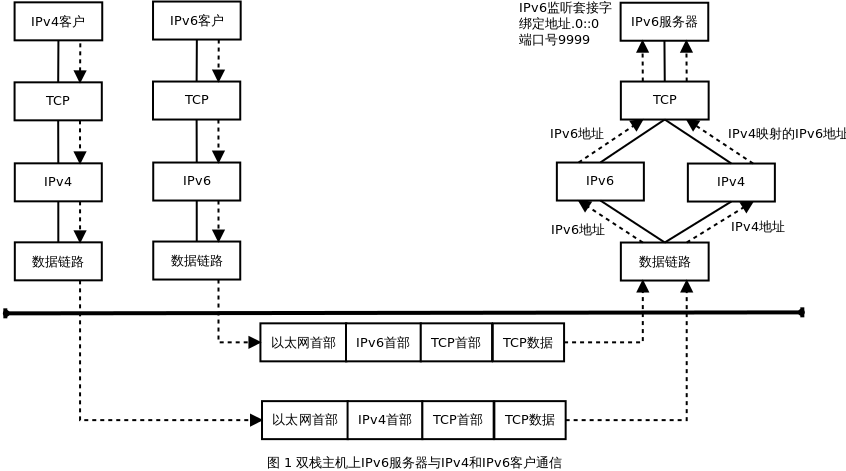 IPv4客户
IPv6客户
IPv6监听套接字
绑定地址.0::0
端口号9999
IPv6服务器
TCP
TCP
TCP
IPv6地址
IPv4映射的IPv6地址
IPv4
IPv6
IPv6
IPv4
IPv6地址
IPv4地址
数据链路
数据链路
数据链路
以太网首部 IPv6首部 TCP首部 TCP数据
以太网首部 IPv4首部 TCP首部 TCP数据
图 1 双栈主机上IPv6服务器与IPv4和IPv6客户通信